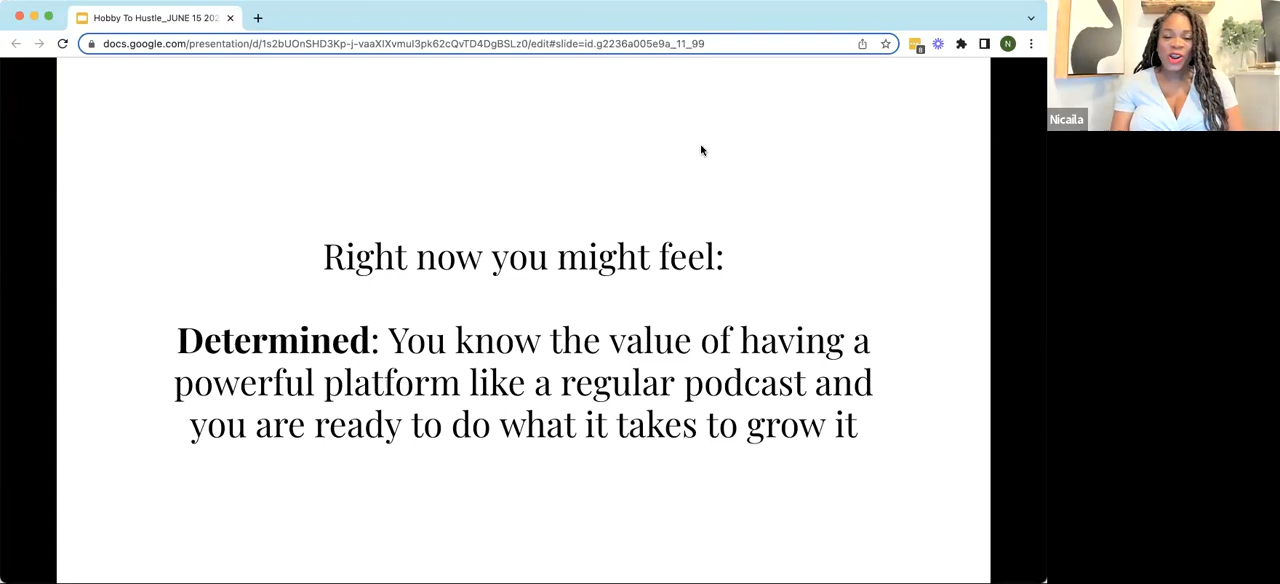 Hobby To Hustle_JUNE 15 202
docs.google.com/presentation/d/1s2bUOnSHD3Kp-j-vaaXIXvmuI3pk62cQvTD4DgBSLz0/edit#slide=id.g2236a005e9a_11_99
8
N
Nicaila
Right now you might feel:
Determined: You know the value of having a
powerful platform like a regular podcast and
you are ready to do what it takes to grow it